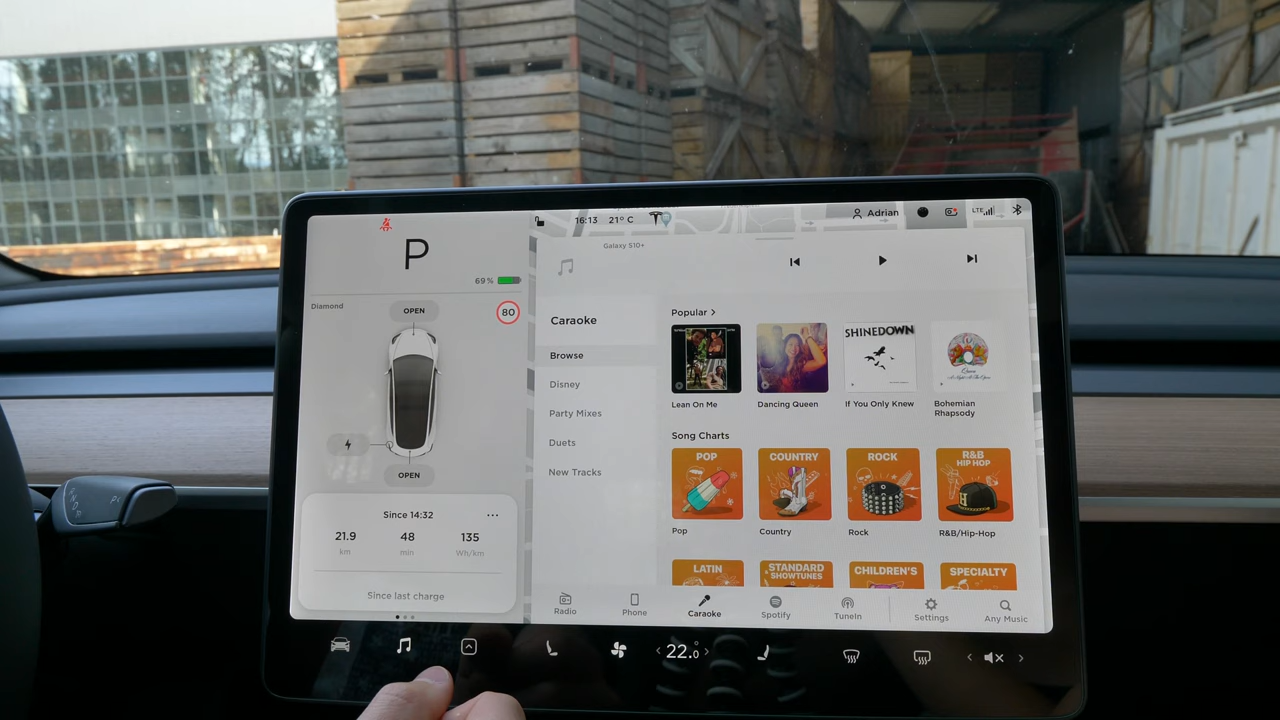 16:13 21° C
Adrian
LTE
P
69 %
Galaxy S10+
Diamond
OPEN
80
Caraoke
Browse
Disney
Party Mixes
Duets
New Tracks
Popular >
SHINEDOWN
Queen
Lean On Me
Dancing Queen
If You Only Knew
Bohemian
Rhapsody
Song Charts
POP
COUNTRY
ROCK
R&B
HIP HOP
Pop
Country
Rock
R&B/Hip-Hop
LATIN
STANDARD
SHOWTUNES
CHILDREN'S
SPECIALTY
OPEN
Since 14:32 ...
21.9 48 135
km min Wh/km
Since last charge
Radio
Phone
Caraoke
Spotify
TuneIn
Settings
Any Music
< 22.0 >
< >